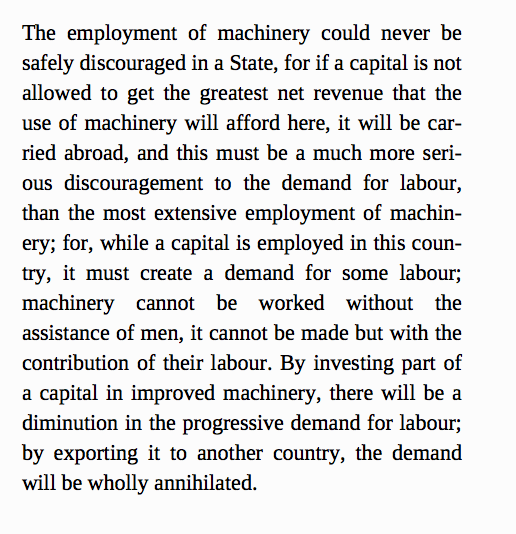 The employment of machinery could never be
safely discouraged in a State, for if a capital is not
allowed to get the greatest net revenue that the
use of machinery will afford here, it will be car-
ried abroad, and this must be a much more seri-
ous discouragement to the demand for labour,
than the most extensive employment of machin-
ery; for, while a capital is employed in this coun-
try, it must create a demand for some labour;
machinery cannot be worked without the
assistance of men, it cannot be made but with the
contribution of their labour. By investing part of
a capital in improved machinery, there will be a
diminution in the progressive demand for labour;
by exporting it to another country, the demand
will be wholly annihilated.